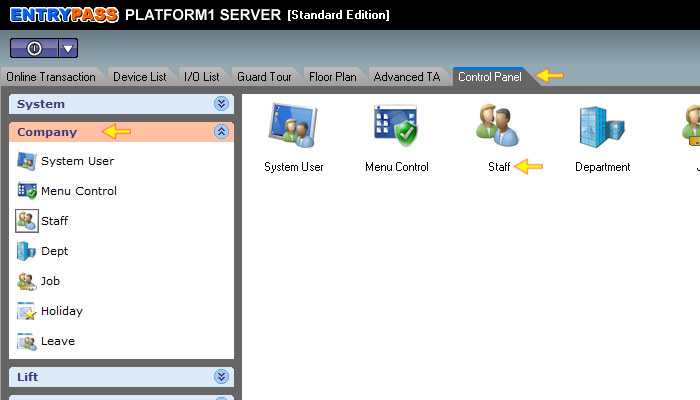 ENTRYPASS PLATFORM1 SERVER [Standard Edition]
Online Transaction Device List I/O List Guard Tour Floor Plan Advanced TA Control Panel
System
Company
System User
Menu Control
Staff
Dept
Job
Holiday
Leave
Lift
System User Menu Control Staff Department